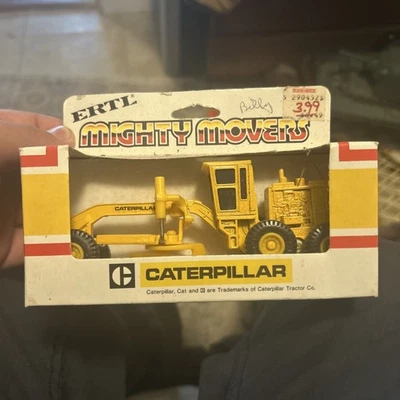 ERTL
Billy
3.99
MIGHTY MOVERS
CATERPILLAR
C CATERPILLAR
Caterpillar, Cat and C are Trademarks of Caterpillar Tractor Co.